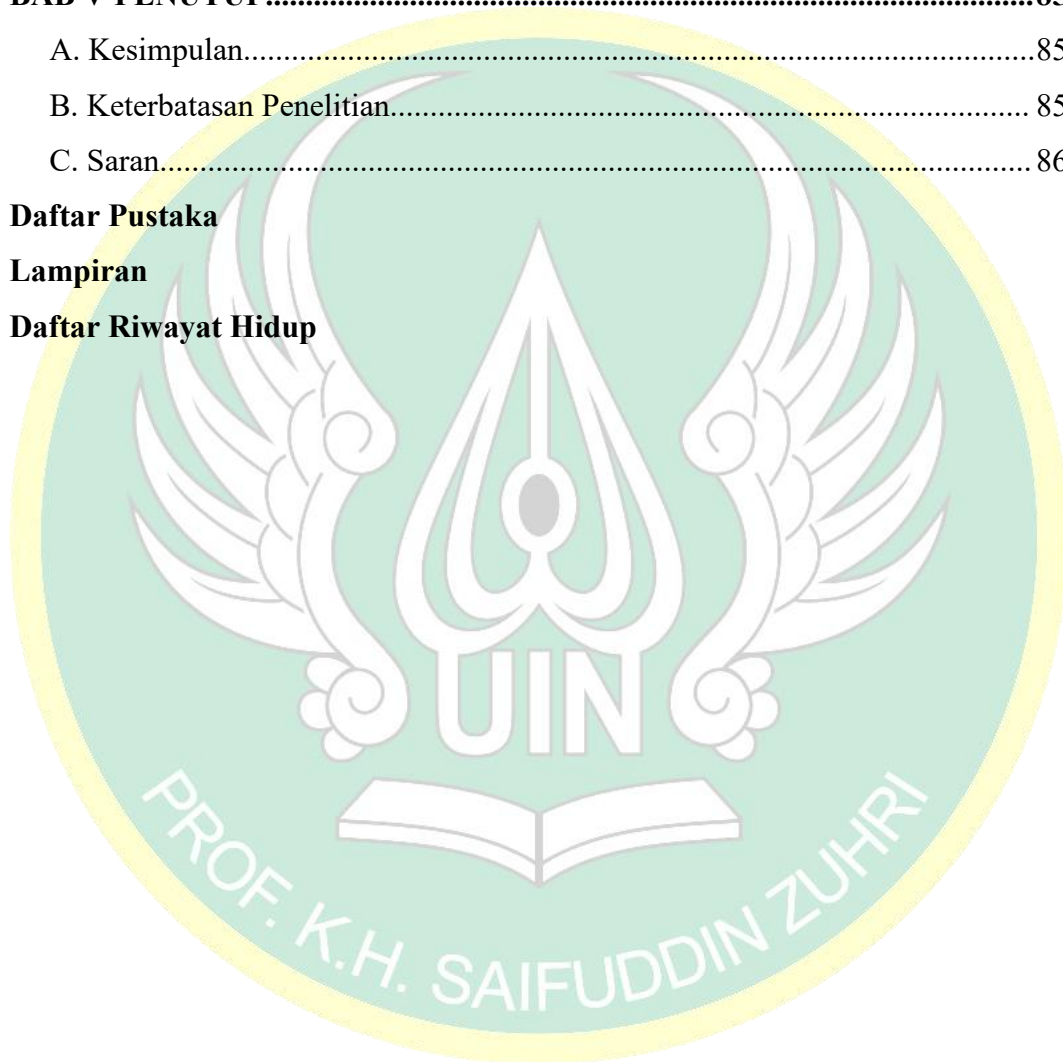 BAB V PENUTUP ........................................................................................ 85
A. Kesimpulan........................................................................................... 85
B. Keterbatasan Penelitian......................................................................... 85
C. Saran..................................................................................................... 86
Daftar Pustaka
Lampiran
Daftar Riwayat Hidup
UIN
PROF. K.H. SAIFUDDIN ZUHRI